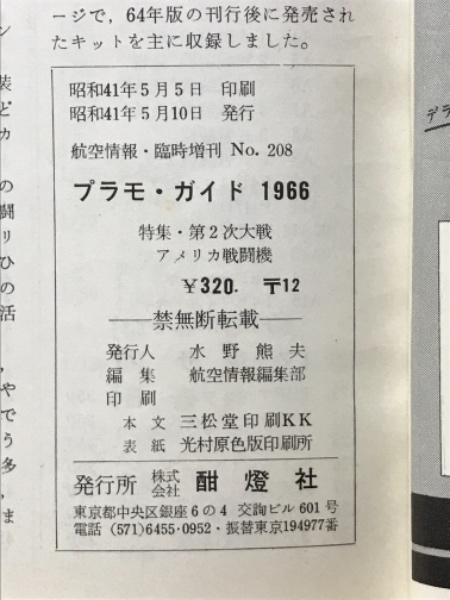 ージで，64年版の刊行後に発売され
たキットを主に収録しました。
昭和41年5月5日 印刷
昭和41年5月10日 発行
航空情報・臨時増刊 No. 208
プラモ・ガイド 1966
特集・第2次大戦
アメリカ戦闘機
￥320. 〒12
――禁無断転載――
発行人 水野熊夫
編集 航空情報編集部
印刷
本文 三松堂印刷KK
表紙 光村原色版印刷所
発行所 株式会社 酣燈社
東京都中央区銀座6の4 交詢ビル 601号
電話 (571)6455・0952・振替東京194977番
デラ